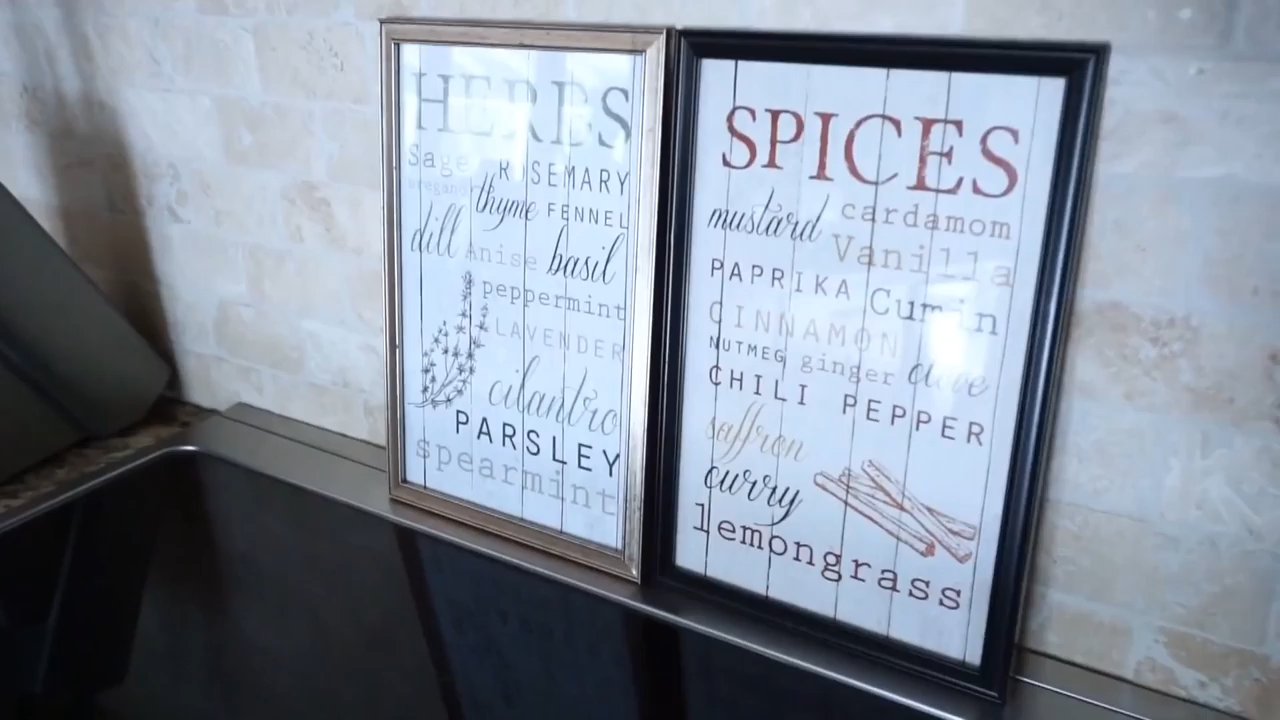 HERBS
Sage ROSEMARY
oregano thyme FENNEL
dill Anise basil
peppermint
LAVENDER
cilantro
PARSLEY
spearmint
SPICES
mustard cardamom
Vanilla
PAPRIKA Cumin
CINNAMON
NUTMEG ginger clove
CHILI PEPPER
saffron
curry
lemongrass